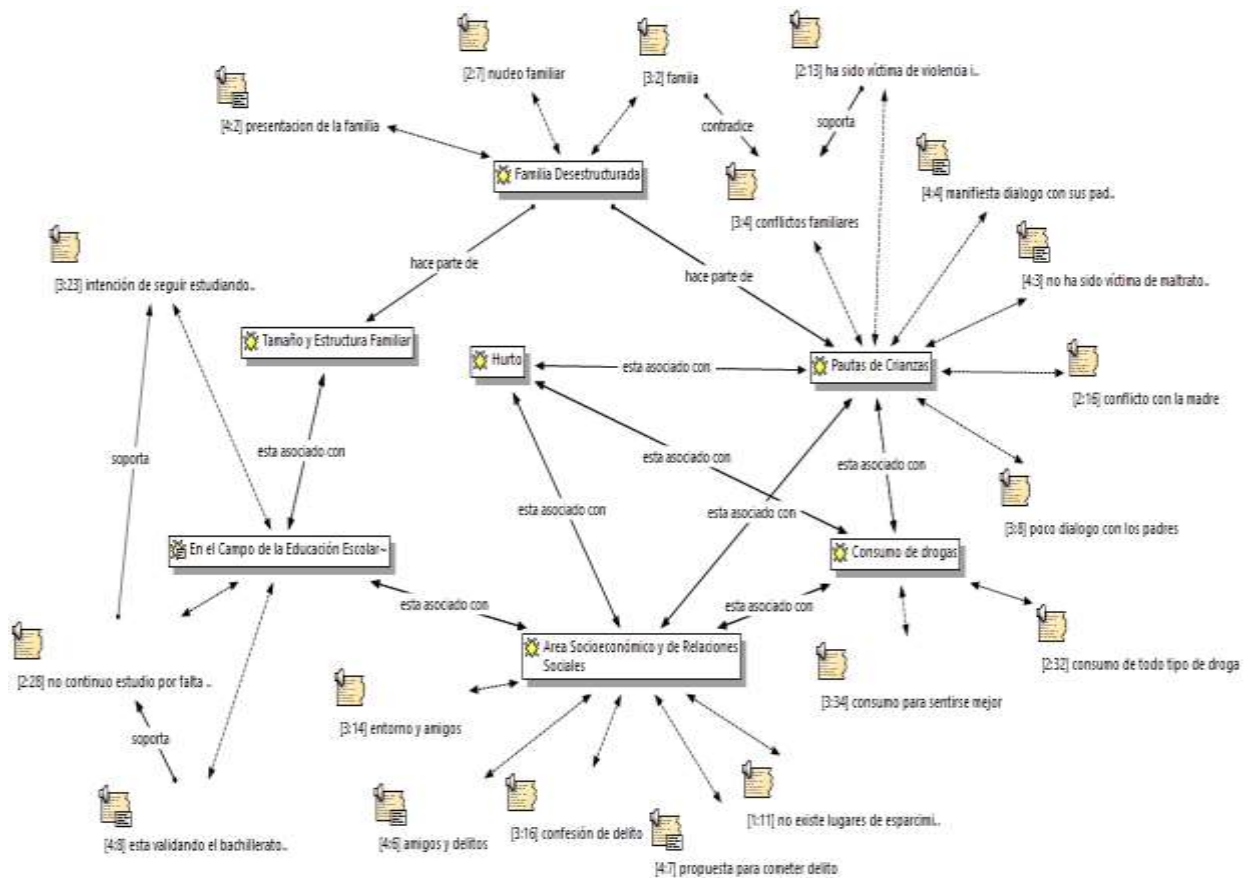 [2:7] nucleo familiar
[3:2] familia
[2:13] ha sido víctima de violencia i..
[4:2] presentacion de la familia
contradice
soporta
Familia Desestructurada
[4:4] manifiesta dialogo con sus pad..
[3:4] conflictos familiares
hace parte de
hace parte de
[4:3] no ha sido víctima de maltrato..
[3:23] intención de seguir estudiando..
Tamaño y Estructura Familiar
Hurto
esta asociado con
Pautas de Crianzas
[2:16] conflicto con la madre
soporta
esta asociado con
esta asociado con
esta asociado con
esta asociado con
esta asociado con
[3:8] poco dialogo con los padres
En el Campo de la Educación Escolar~
Consumo de drogas
esta asociado con
esta asociado con
Area Socioeconómico y de Relaciones
Sociales
[2:28] no continuo estudio por falta ..
[2:32] consumo de todo tipo de droga
[3:34] consumo para sentirse mejor
[3:14] entorno y amigos
soporta
[1:11] no existe lugares de esparcimi..
[3:16] confesión de delito
[4:6] amigos y delitos
[4:8] esta validando el bachillerato..
[4:7] propuesta para cometer delito